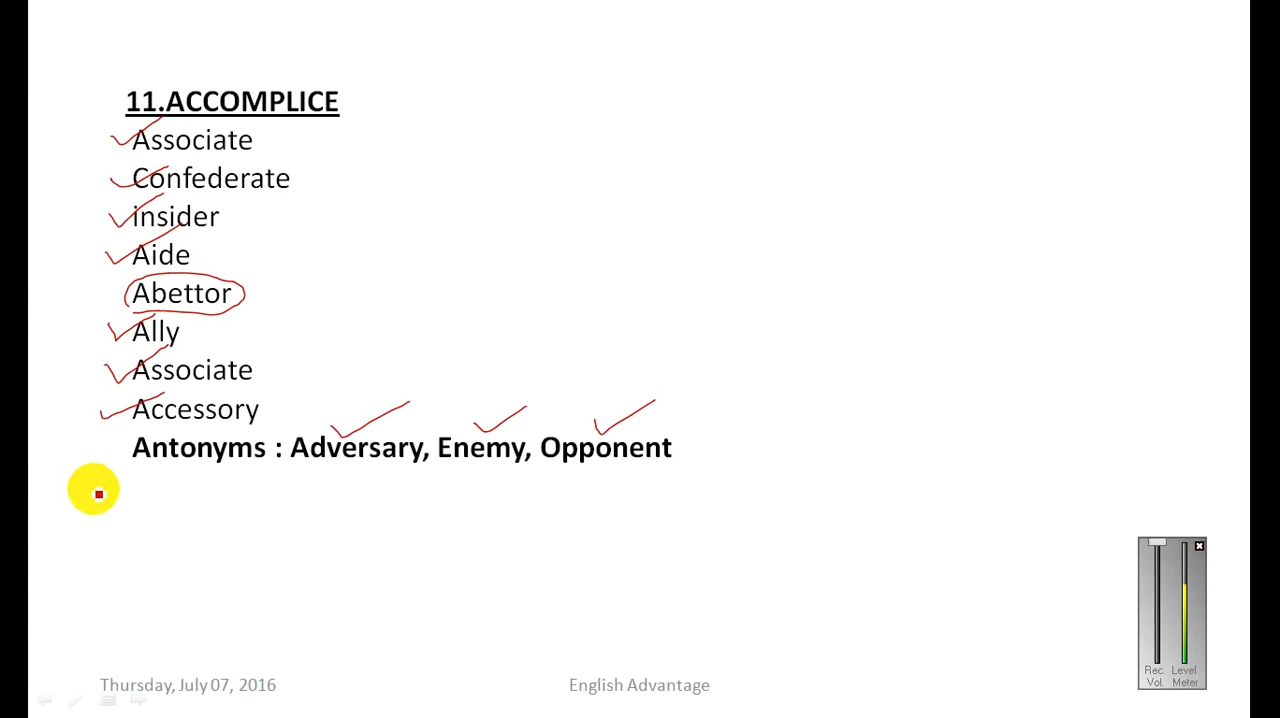 11.ACCOMPLICE
Associate
Confederate
insider
Aide
Abettor
Ally
Associate
Accessory
Antonyms : Adversary, Enemy, Opponent
Rec. Level
Vol. Meter
Thursday, July 07, 2016 English Advantage